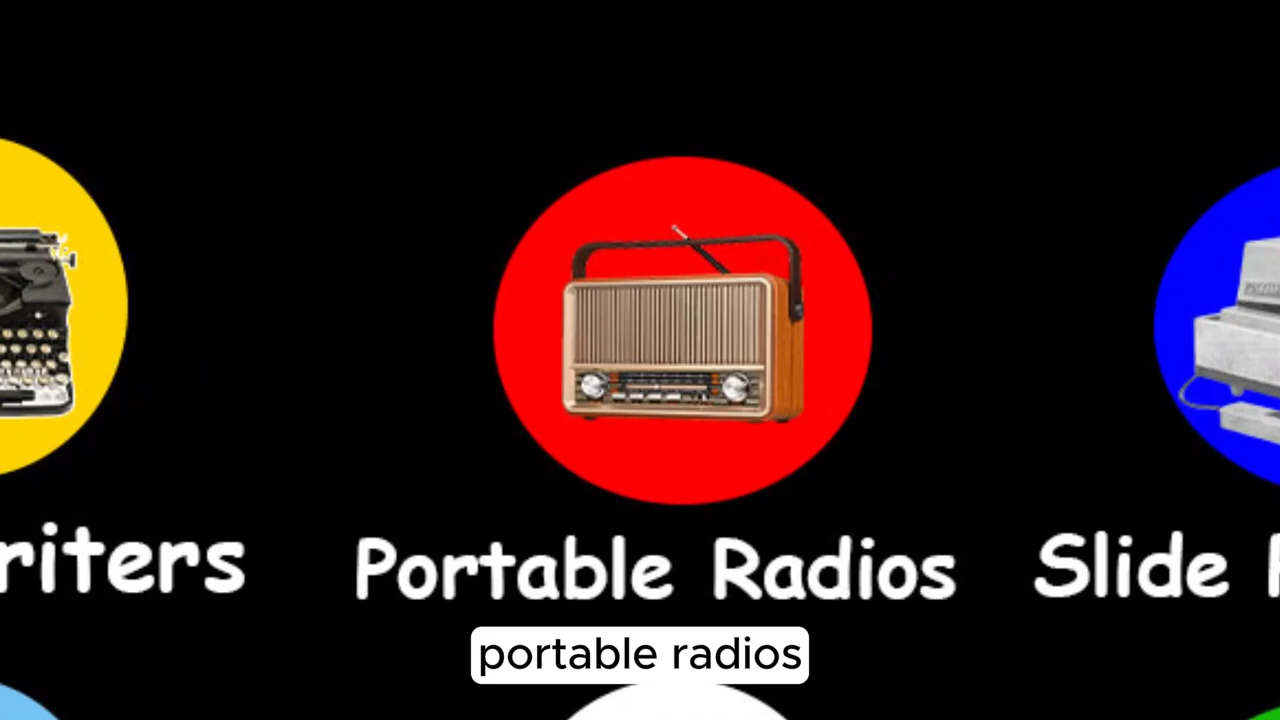 riters
Portable Radios
Slide
portable radios